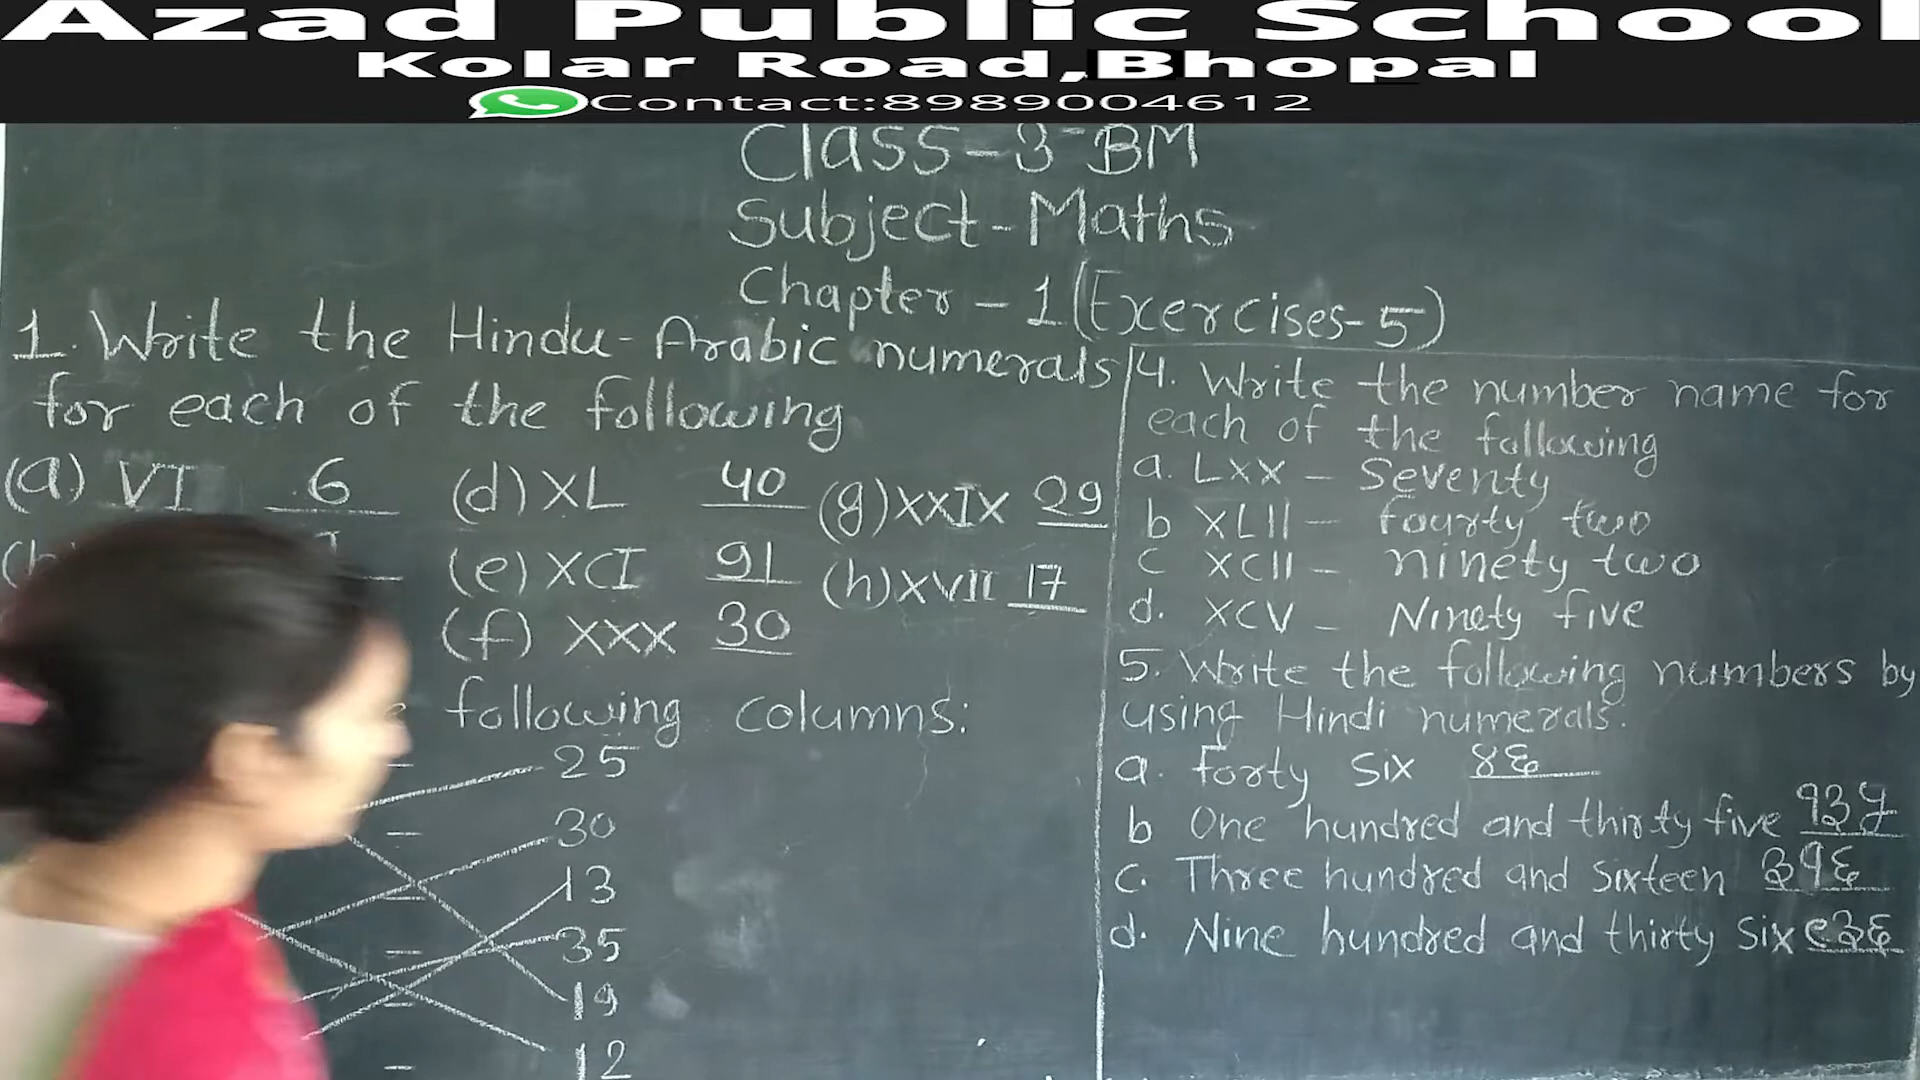 Azad Public School
Kolar Road,Bhopal
Contact:8989004612
Class-3 BM
Subject-Maths
Chapter - 1 (Exercises-5)
1. Write the Hindu-Arabic numerals
for each of the following
(a) VI 6 (d) XL 40 (g) XXIX 29
(e) XCI 91 (h) XVII 17
(f) XXX 30
following columns:
- 25
- 30
- 13
- 35
- 19
- 12
4. Write the number name for
each of the following
a. LXX - Seventy
b XLII - fourty two
c XCII - ninety two
d. XCV - Ninety five
5. Write the following numbers by
using Hindi numerals:
a. forty six ४६
b One hundred and thirty five १३५
c. Three hundred and sixteen ३१६
d. Nine hundred and thirty six ९३६